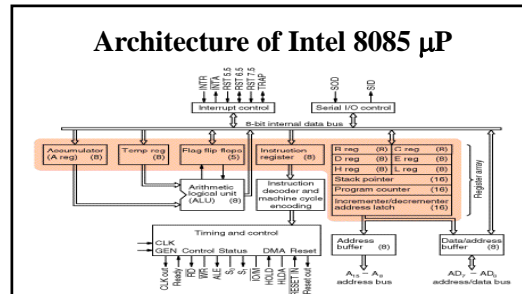 Architecture of Intel 8085 μP
INTR
INTA
RST 5.5
RST 6.5
RST 7.5
TRAP
SOD
SID
Interrupt control
Serial I/O control
8-bit internal data bus
Accumulator
(A reg) (8)
Temp reg
(8)
Flag flip flops
(5)
Instruction
register (8)
B reg (8)
C reg (8)
D reg (8)
E reg (8)
H reg (8)
L reg (8)
Stack pointer (16)
Program counter (16)
Incrementer/decrementer
address latch (16)
Register array
Arithmetic
logical unit
(ALU) (8)
Instruction
decoder and
machine cycle
encoding
Timing and control
CLK
GEN Control Status DMA Reset
CLK out
Ready
RD
WR
ALE
S₀
S₁
IO/M
HOLD
HLDA
RESET IN
Reset out
Address
buffer (8)
Data/address
buffer (8)
A₁₅ – A₈
address bus
AD₇ – AD₀
address/data bus